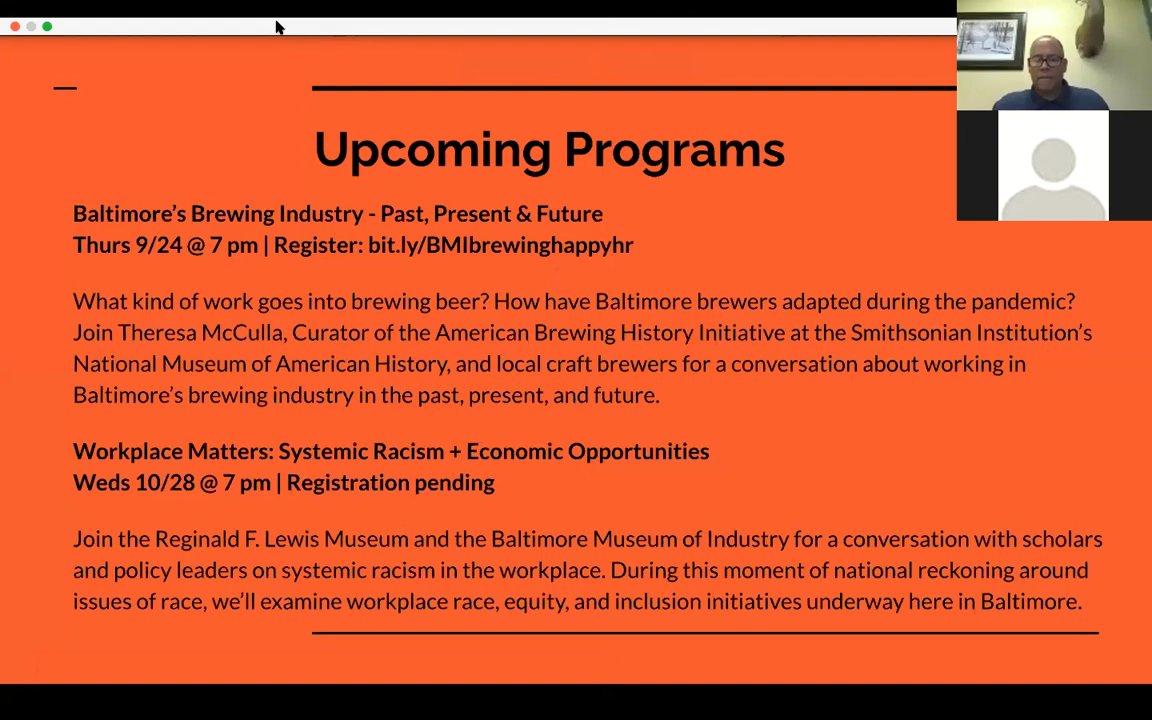 Upcoming Programs
Baltimore's Brewing Industry - Past, Present & Future
Thurs 9/24 @ 7 pm | Register: bit.ly/BMIbrewinghappyhr
What kind of work goes into brewing beer? How have Baltimore brewers adapted during the pandemic?
Join Theresa McCulla, Curator of the American Brewing History Initiative at the Smithsonian Institution's
National Museum of American History, and local craft brewers for a conversation about working in
Baltimore's brewing industry in the past, present, and future.
Workplace Matters: Systemic Racism + Economic Opportunities
Weds 10/28 @ 7 pm | Registration pending
Join the Reginald F. Lewis Museum and the Baltimore Museum of Industry for a conversation with scholars
and policy leaders on systemic racism in the workplace. During this moment of national reckoning around
issues of race, we'll examine workplace race, equity, and inclusion initiatives underway here in Baltimore.